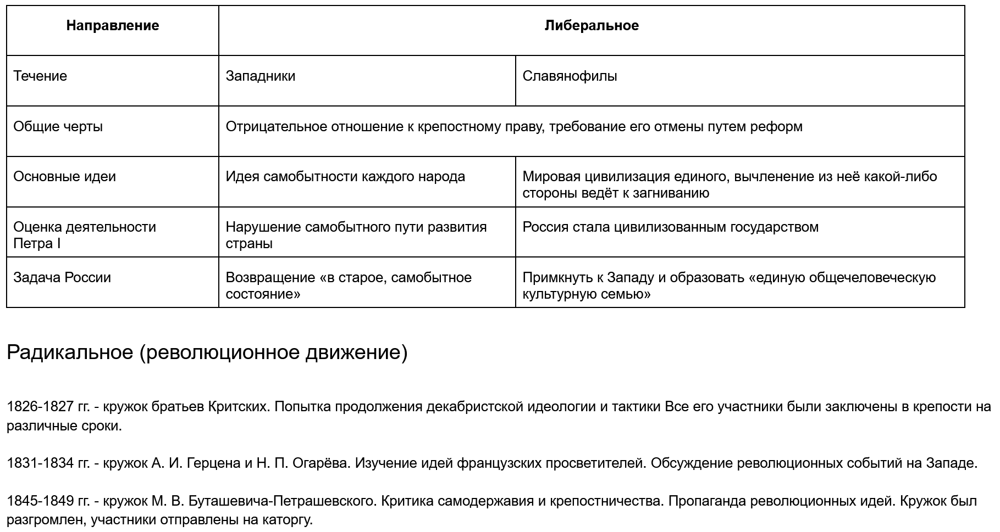 Направление
Либеральное
Течение
Западники
Славянофилы
Общие черты
Отрицательное отношение к крепостному праву, требование его отмены путем реформ
Основные идеи
Идея самобытности каждого народа
Мировая цивилизация единого, вычленение из неё какой-либо
стороны ведёт к загниванию
Оценка деятельности
Петра I
Нарушение самобытного пути развития
страны
Россия стала цивилизованным государством
Задача России
Возвращение «в старое, самобытное
состояние»
Примкнуть к Западу и образовать «единую общечеловеческую
культурную семью»
Радикальное (революционное движение)
1826-1827 гг. - кружок братьев Критских. Попытка продолжения декабристской идеологии и тактики Все его участники были заключены в крепости на
различные сроки.
1831-1834 гг. - кружок А. И. Герцена и Н. П. Огарёва. Изучение идей французских просветителей. Обсуждение революционных событий на Западе.
1845-1849 гг. - кружок М. В. Буташевича-Петрашевского. Критика самодержавия и крепостничества. Пропаганда революционных идей. Кружок был
разгромлен, участники отправлены на каторгу.